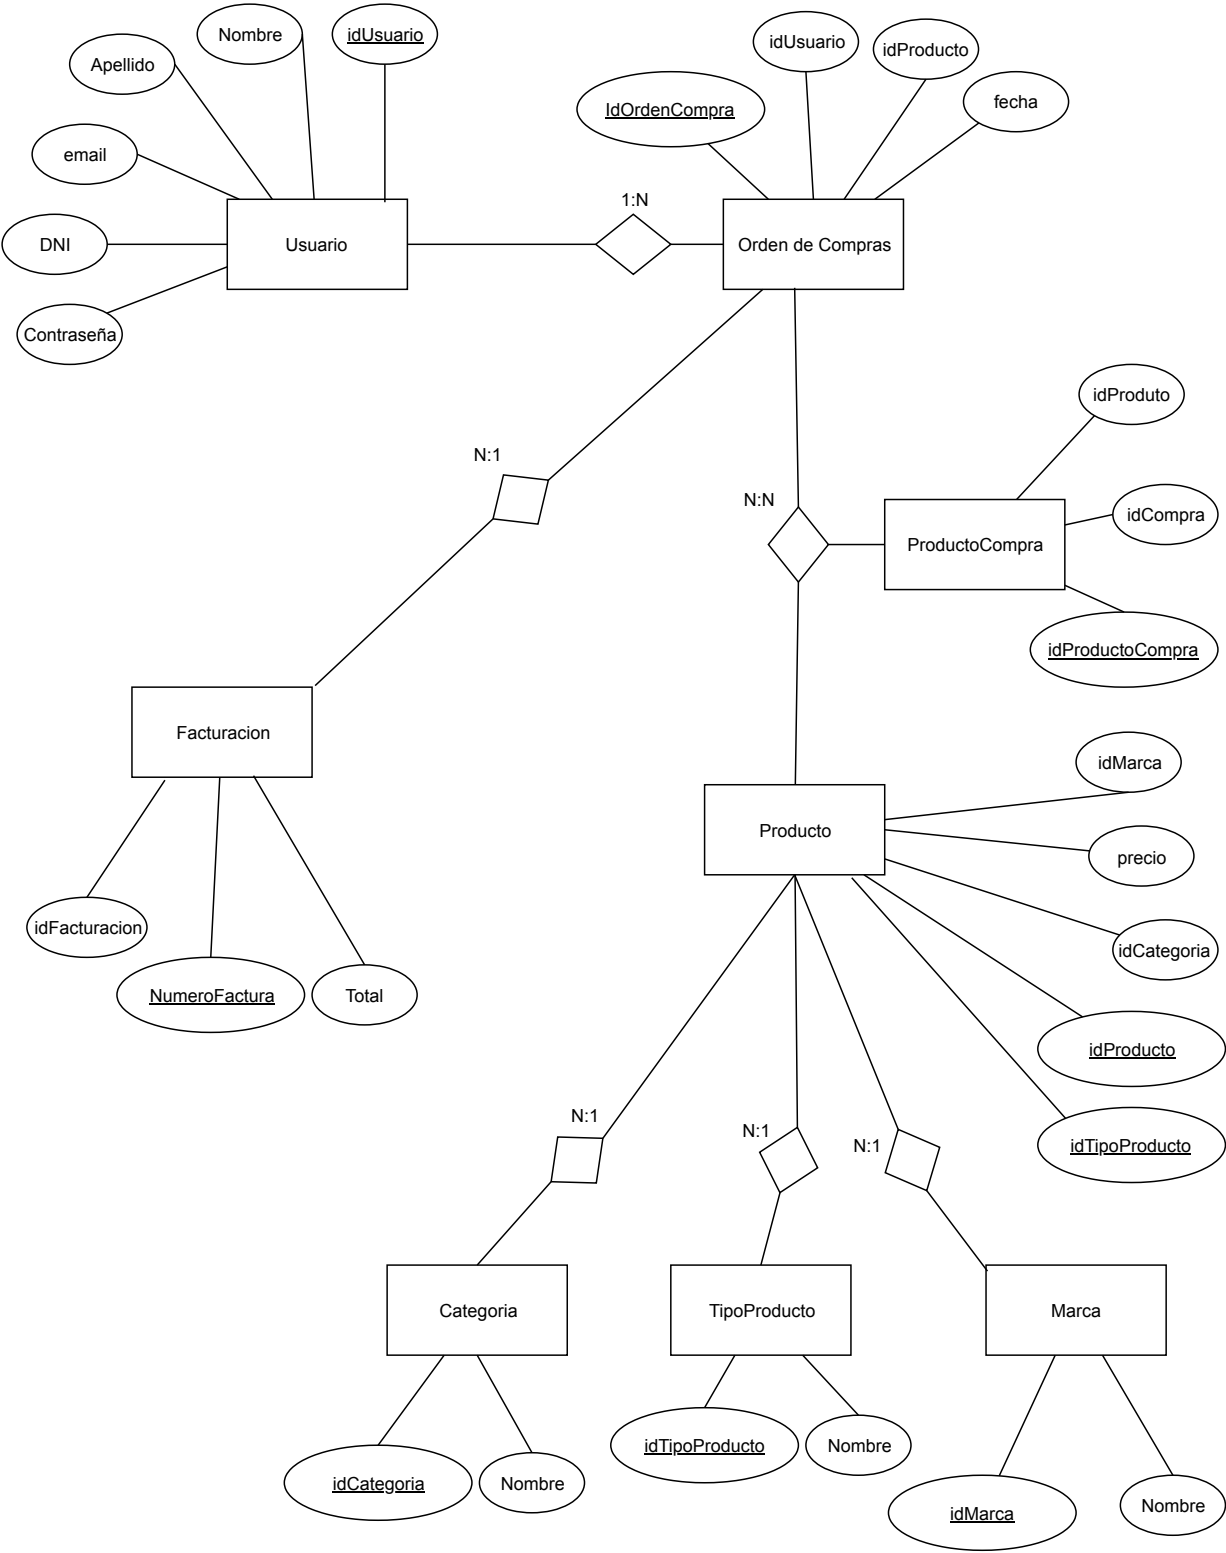 Nombre
idUsuario
idUsuario
idProducto
Apellido
fecha
IdOrdenCompra
email
1:N
DNI
Usuario
Orden de Compras
Contraseña
idProduto
N:1
N:N
idCompra
ProductoCompra
idProductoCompra
Facturacion
idMarca
Producto
precio
idFacturacion
idCategoria
NumeroFactura
Total
idProducto
N:1
N:1
N:1
idTipoProducto
Categoria
TipoProducto
Marca
idTipoProducto
Nombre
idCategoria
Nombre
idMarca
Nombre